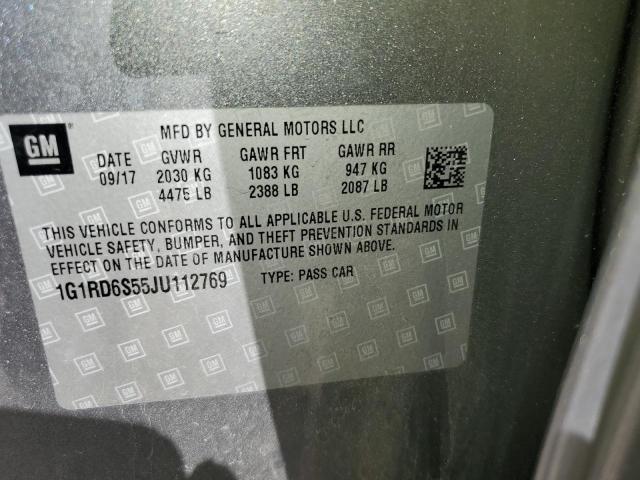 GM
MFD BY GENERAL MOTORS LLC
DATE GVWR GAWR FRT GAWR RR
09/17 2030 KG 1083 KG 947 KG
4475 LB 2388 LB 2087 LB
THIS VEHICLE CONFORMS TO ALL APPLICABLE U.S. FEDERAL MOTOR
VEHICLE SAFETY, BUMPER, AND THEFT PREVENTION STANDARDS IN
EFFECT ON THE DATE OF MANUFACTURE SHOWN ABOVE.
1G1RD6S55JU112769 TYPE: PASS CAR